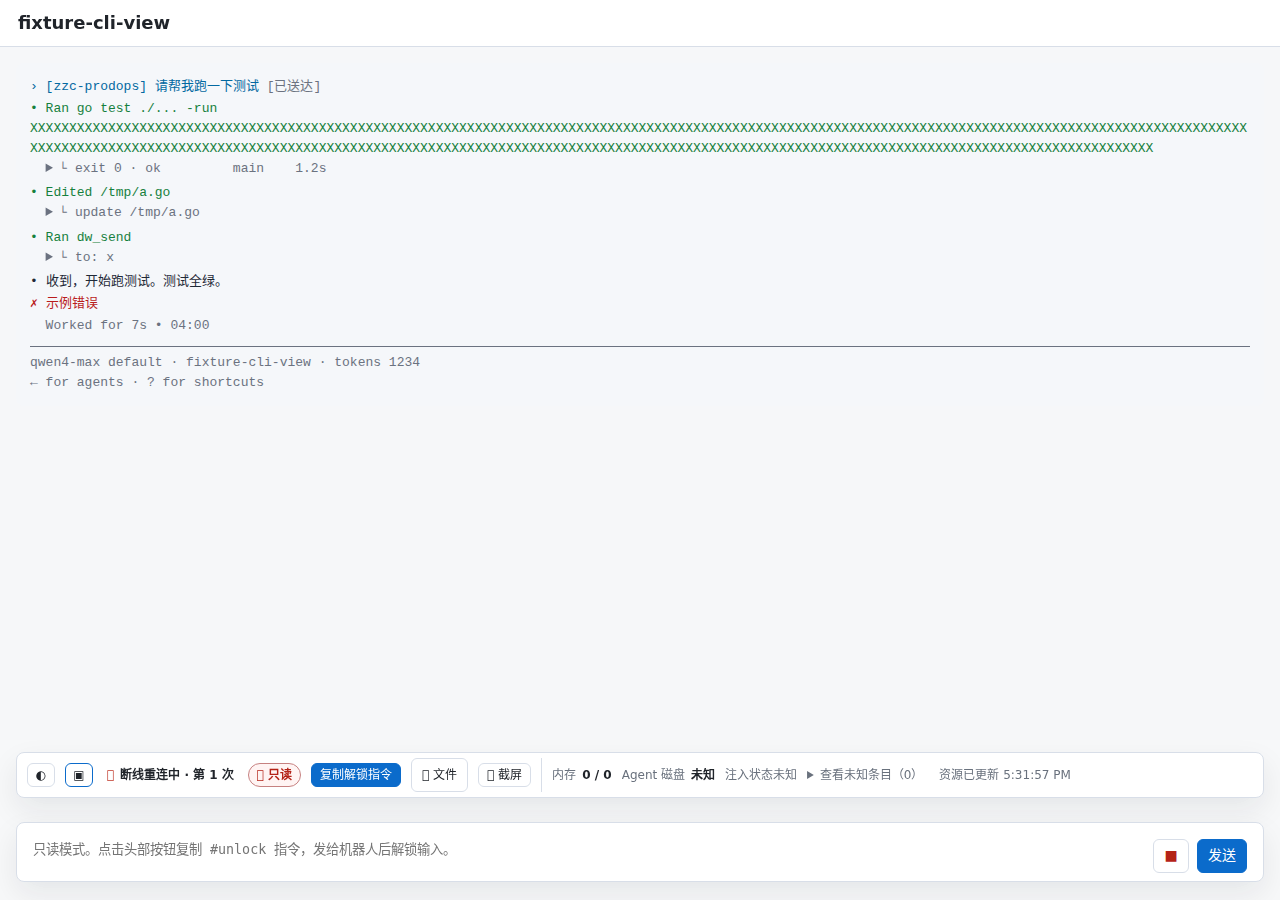 fixture-cli-view
› [zzc-prodops] 请帮我跑一下测试 [已送达]
• Ran go test ./... -run
XXXXXXXXXXXXXXXXXXXXXXXXXXXXXXXXXXXXXXXXXXXXXXXXXXXXXXXXXXXXXXXXXXXXXXXXXXXXXXXXXXXXXXXXXXXXXXXXXXXXXXXXXXXXXXXXXXXXXXXXXXXXXXXXXXXXXXXXXXXXXXXXXXXXXXXXXXXX
XXXXXXXXXXXXXXXXXXXXXXXXXXXXXXXXXXXXXXXXXXXXXXXXXXXXXXXXXXXXXXXXXXXXXXXXXXXXXXXXXXXXXXXXXXXXXXXXXXXXXXXXXXXXXXXXXXXXXXXXXXXXXXXXXXXXXXXXXXXXXXXX
▶ └ exit 0 · ok main 1.2s
• Edited /tmp/a.go
▶ └ update /tmp/a.go
• Ran dw_send
▶ └ to: x
• 收到，开始跑测试。测试全绿。
✗ 示例错误
Worked for 7s • 04:00
qwen4-max default · fixture-cli-view · tokens 1234
← for agents · ? for shortcuts
断线重连中 · 第 1 次 只读 复制解锁指令 文件 截屏 内存 0 / 0 Agent 磁盘 未知 注入状态未知 ▶ 查看未知条目（0） 资源已更新 5:31:57 PM
只读模式。点击头部按钮复制 #unlock 指令，发给机器人后解锁输入。
发送